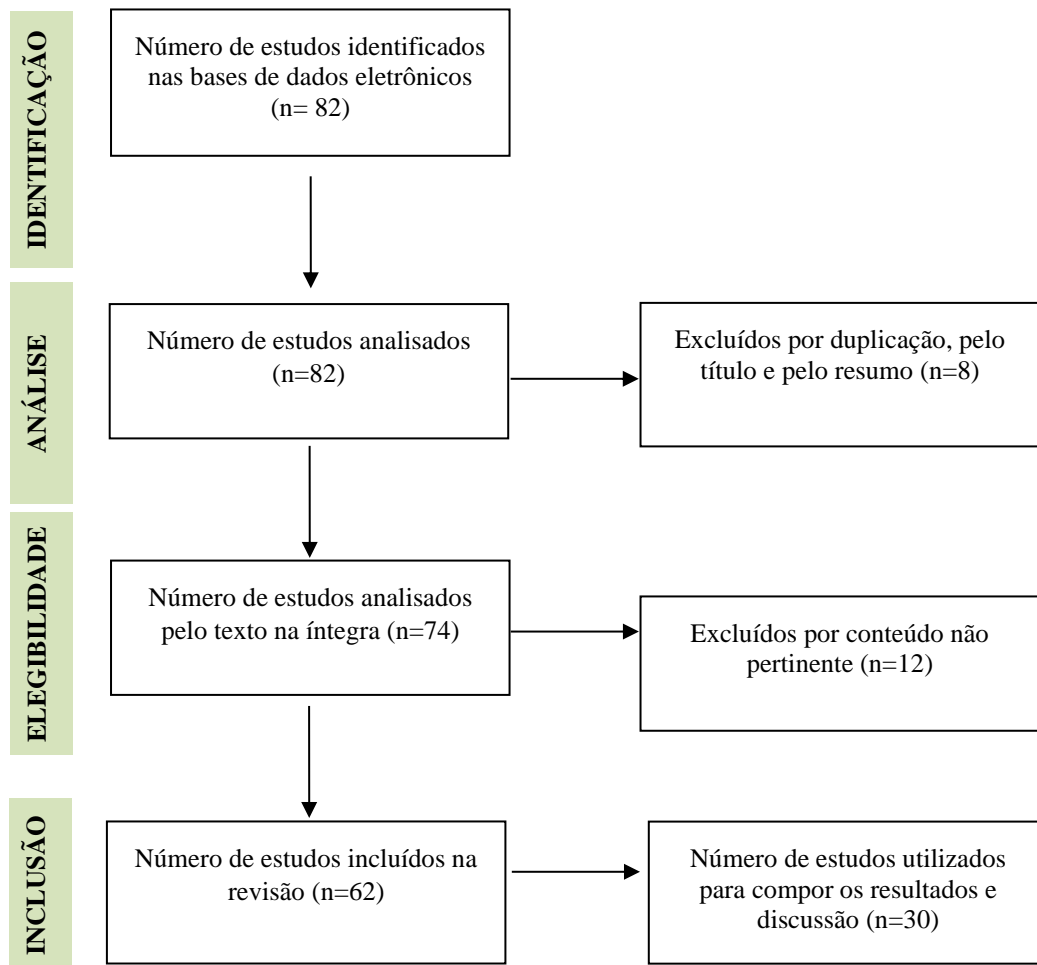 IDENTIFICAÇÃO
Número de estudos identificados
nas bases de dados eletrônicos
(n= 82)
ANÁLISE
Número de estudos analisados
(n=82)
Excluídos por duplicação, pelo
título e pelo resumo (n=8)
ELEGIBILIDADE
Número de estudos analisados
pelo texto na íntegra (n=74)
Excluídos por conteúdo não
pertinente (n=12)
INCLUSÃO
Número de estudos incluídos na
revisão (n=62)
Número de estudos utilizados
para compor os resultados e
discussão (n=30)